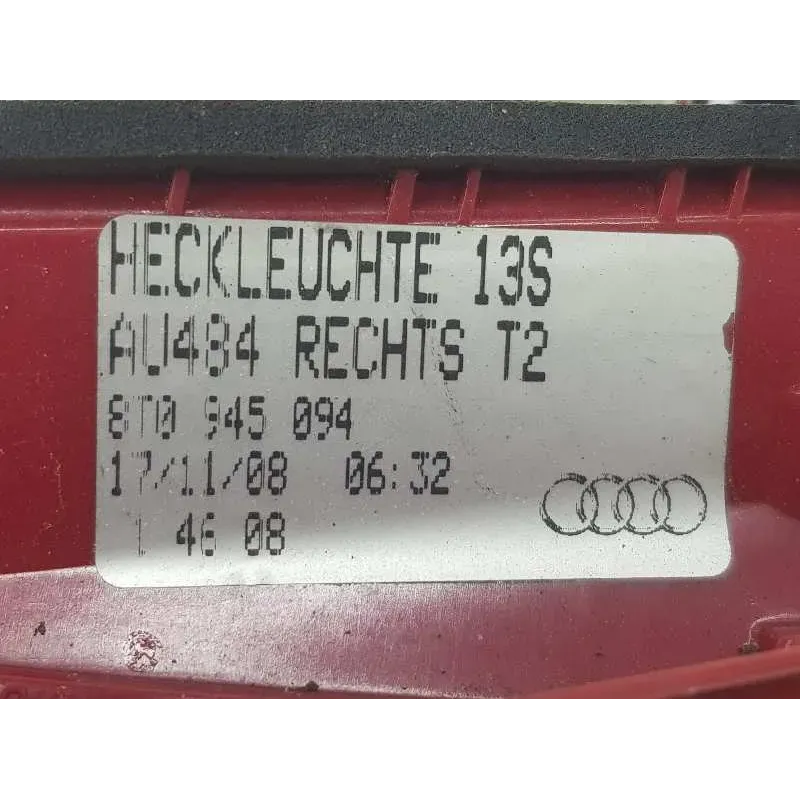 HECKLEUCHTE 13S
AU484 RECHTS T2
8T0 945 094
17/11/08 06:32
1 46 08